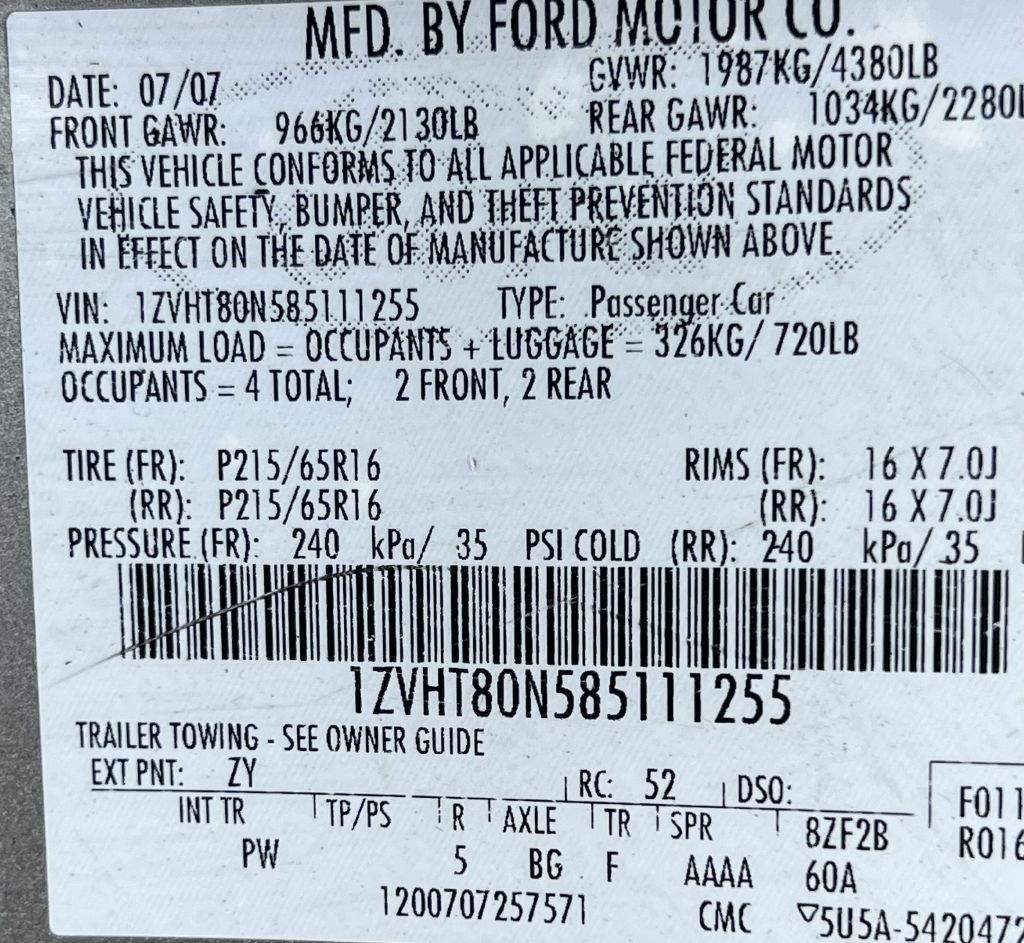 MFD. BY FORD MOTOR CO.
DATE: 07/07 GVWR: 1987KG/4380LB
FRONT GAWR: 966KG/2130LB REAR GAWR: 1034KG/2280L
THIS VEHICLE CONFORMS TO ALL APPLICABLE FEDERAL MOTOR
VEHICLE SAFETY, BUMPER, AND THEFT PREVENTION STANDARDS
IN EFFECT ON THE DATE OF MANUFACTURE SHOWN ABOVE.
VIN: 1ZVHT80N585111255 TYPE: Passenger Car
MAXIMUM LOAD = OCCUPANTS + LUGGAGE = 326KG/ 720LB
OCCUPANTS = 4 TOTAL; 2 FRONT, 2 REAR
TIRE (FR): P215/65R16 RIMS (FR): 16 X 7.0J
(RR): P215/65R16 (RR): 16 X 7.0J
PRESSURE (FR): 240 kPa/ 35 PSI COLD (RR): 240 kPa/ 35
1ZVHT80N585111255
TRAILER TOWING - SEE OWNER GUIDE
EXT PNT: ZY RC: 52 DSO: F011
INT TR TP/PS R AXLE TR SPR 8ZF2B R016
PW 5 BG F AAAA 60A
1200707257571 CMC ▽5U5A-5420472